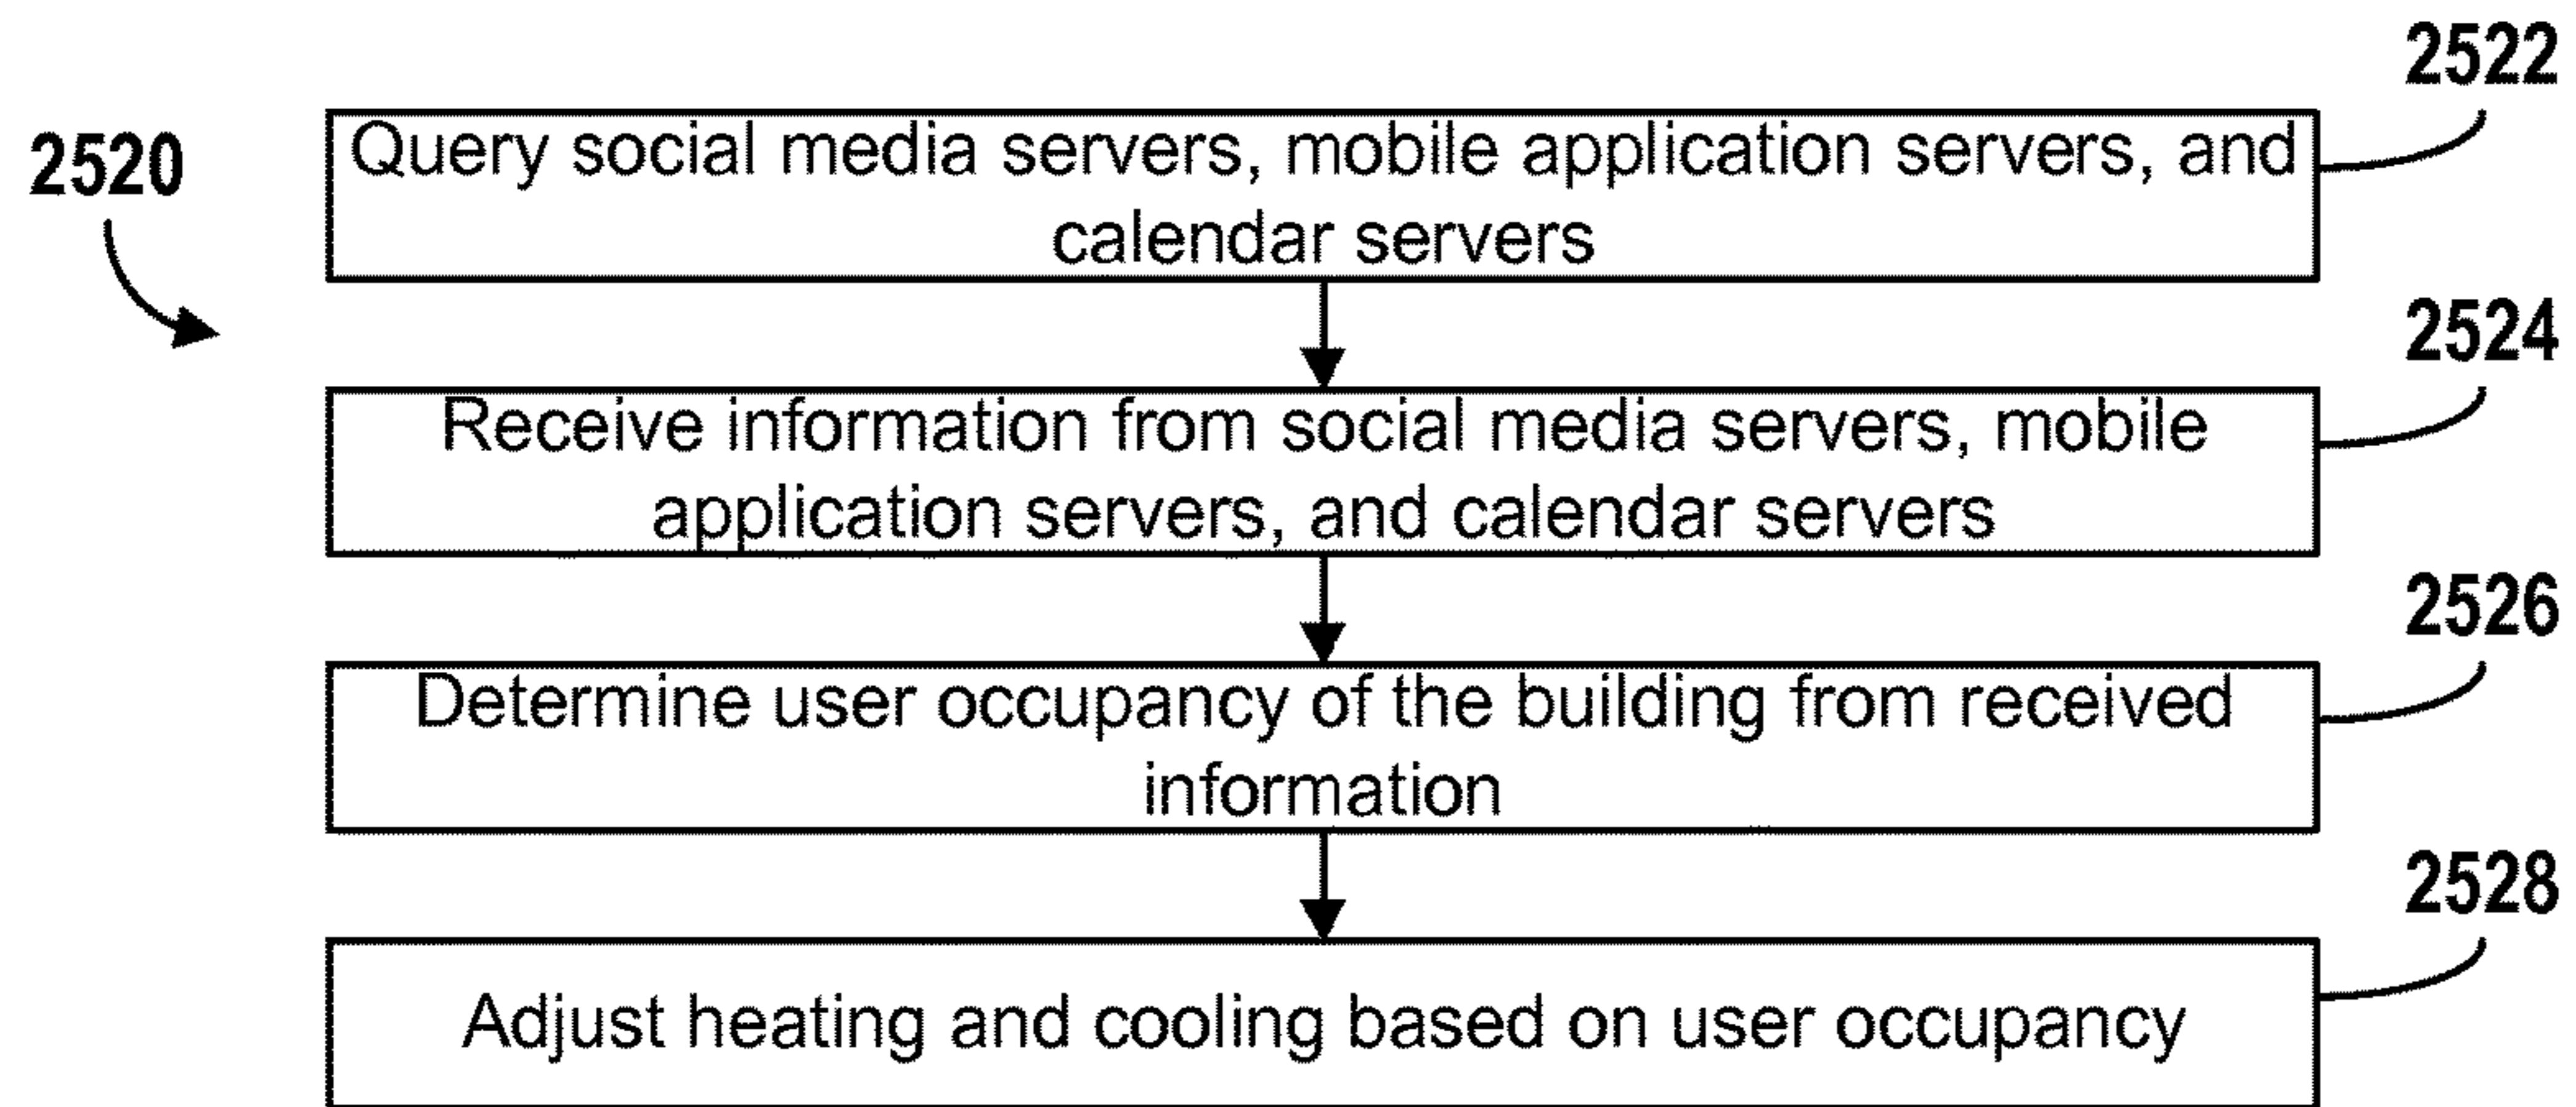 2522
2520
Query social media servers, mobile application servers, and
calendar servers
2524
Receive information from social media servers, mobile
application servers, and calendar servers
2526
Determine user occupancy of the building from received
information
2528
Adjust heating and cooling based on user occupancy